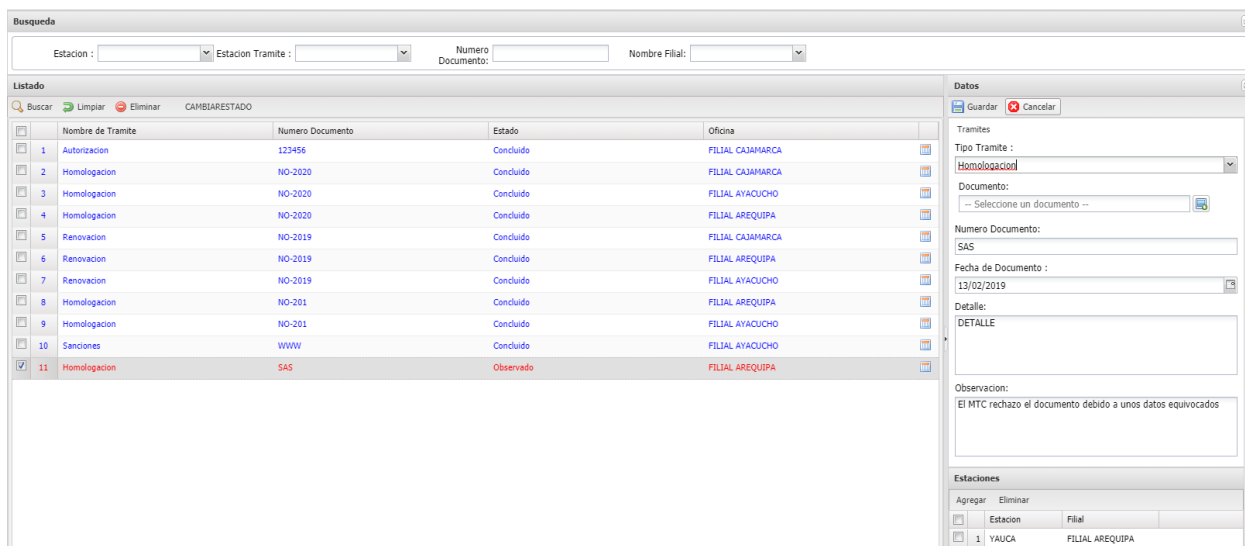 Busqueda
Estacion : Estacion Tramite : Numero Documento: Nombre Filial:
Listado
Buscar Limpiar Eliminar CAMBIARESTADO
Nombre de Tramite Numero Documento Estado Oficina
1 Autorizacion 123456 Concluido FILIAL CAJAMARCA
2 Homologacion NO-2020 Concluido FILIAL CAJAMARCA
3 Homologacion NO-2020 Concluido FILIAL AYACUCHO
4 Homologacion NO-2020 Concluido FILIAL AREQUIPA
5 Renovacion NO-2019 Concluido FILIAL CAJAMARCA
6 Renovacion NO-2019 Concluido FILIAL AREQUIPA
7 Renovacion NO-2019 Concluido FILIAL AYACUCHO
8 Homologacion NO-201 Concluido FILIAL AREQUIPA
9 Homologacion NO-201 Concluido FILIAL AYACUCHO
10 Sanciones WWW Concluido FILIAL AYACUCHO
11 Homologacion SAS Observado FILIAL AREQUIPA
Datos
Guardar Cancelar
Tramites
Tipo Tramite :
Homologacion
Documento:
-- Seleccione un documento --
Numero Documento:
SAS
Fecha de Documento :
13/02/2019
Detalle:
DETALLE
Observacion:
El MTC rechazo el documento debido a unos datos equivocados
Estaciones
Agregar Eliminar
Estacion Filial
1 YAUCA FILIAL AREQUIPA